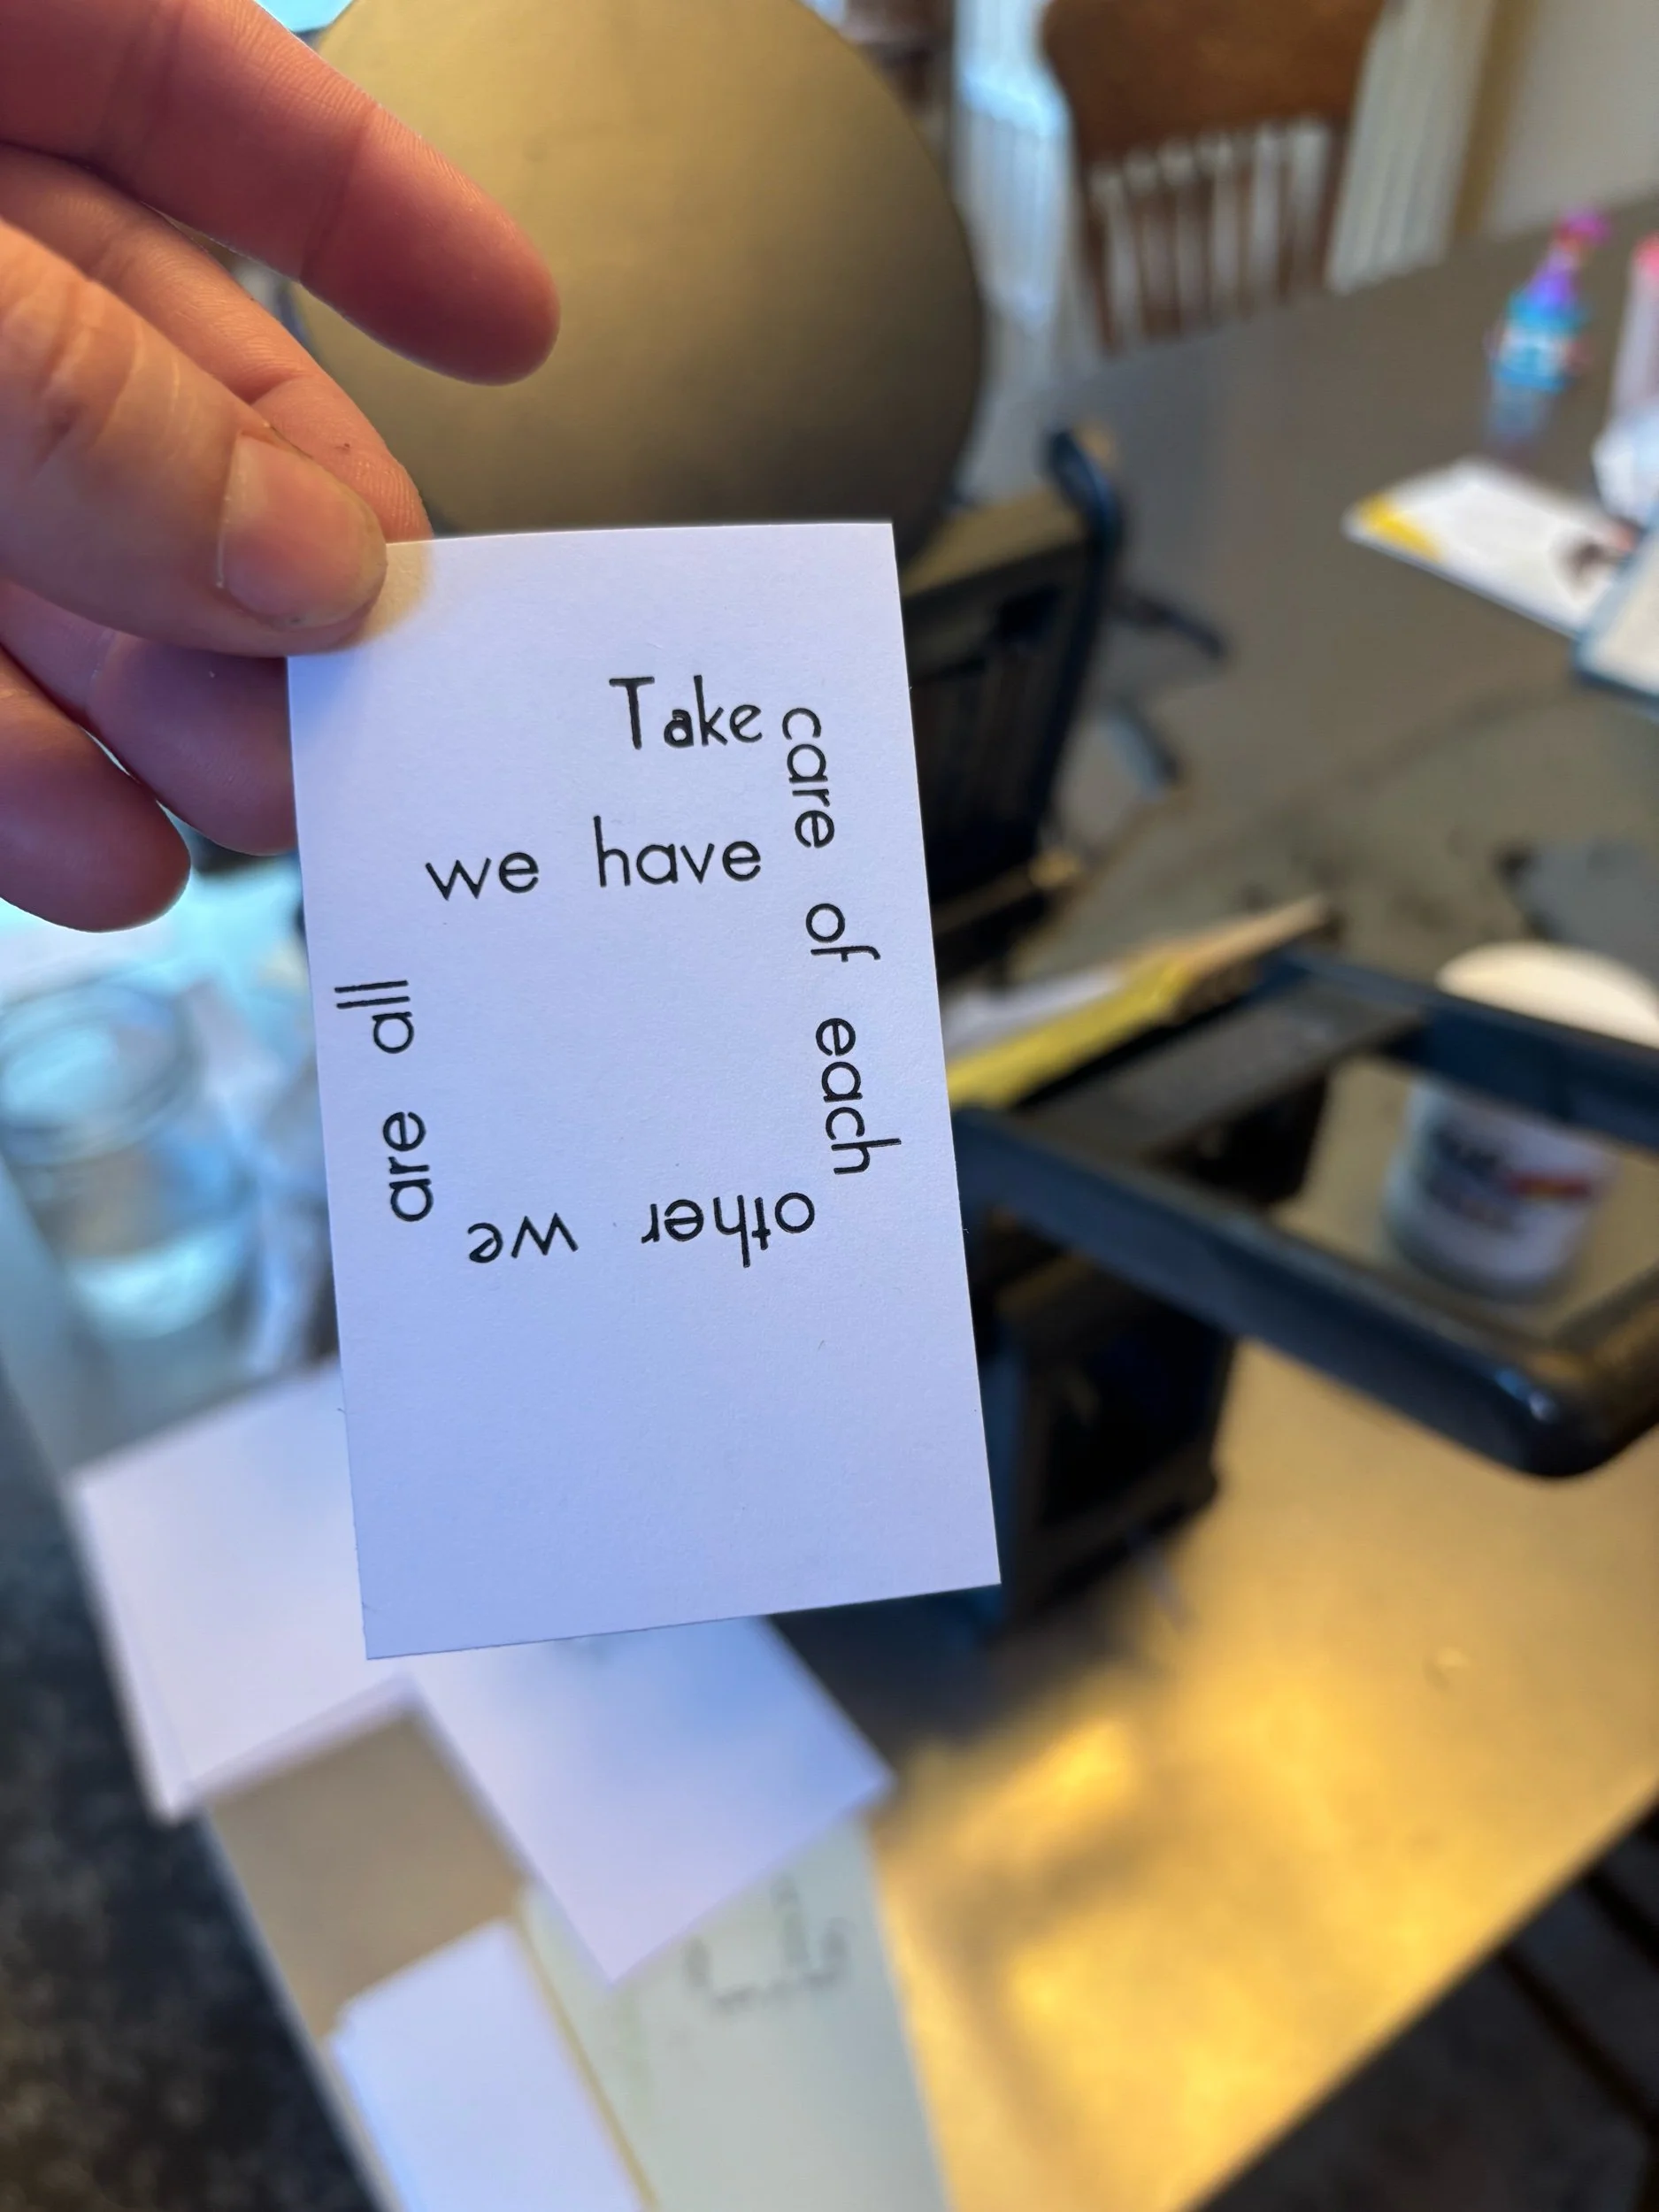 Take
care of each
other we
are all
we have